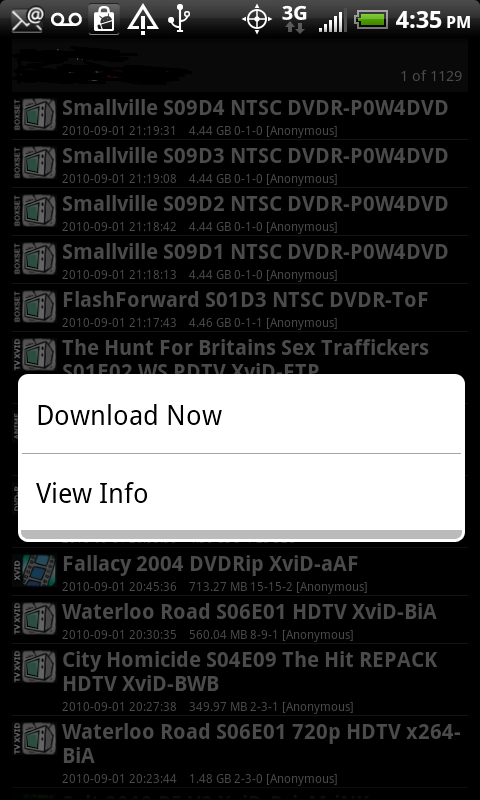 3G
4:35 PM
1 of 1129
BOXSET
Smallville S09D4 NTSC DVDR-P0W4DVD
2010-09-01 21:19:31 4.44 GB 0-1-0 [Anonymous]
BOXSET
Smallville S09D3 NTSC DVDR-P0W4DVD
2010-09-01 21:19:08 4.44 GB 0-1-0 [Anonymous]
BOXSET
Smallville S09D2 NTSC DVDR-P0W4DVD
2010-09-01 21:18:42 4.44 GB 0-1-0 [Anonymous]
BOXSET
Smallville S09D1 NTSC DVDR-P0W4DVD
2010-09-01 21:18:13 4.44 GB 0-1-0 [Anonymous]
BOXSET
FlashForward S01D3 NTSC DVDR-ToF
2010-09-01 21:17:43 4.46 GB 0-1-1 [Anonymous]
TV XVID
The Hunt For Britains Sex Traffickers
S01E02 WS PDTV XviD-FTP
Download Now
View Info
XVID
Fallacy 2004 DVDRip XviD-aAF
2010-09-01 20:45:36 713.27 MB 15-15-2 [Anonymous]
TV XVID
Waterloo Road S06E01 HDTV XviD-BiA
2010-09-01 20:30:35 560.04 MB 8-9-1 [Anonymous]
TV XVID
City Homicide S04E09 The Hit REPACK
HDTV XviD-BWB
2010-09-01 20:27:38 349.97 MB 2-3-1 [Anonymous]
TV XVID
Waterloo Road S06E01 720p HDTV x264-
BiA
2010-09-01 20:23:44 1.48 GB 2-3-0 [Anonymous]